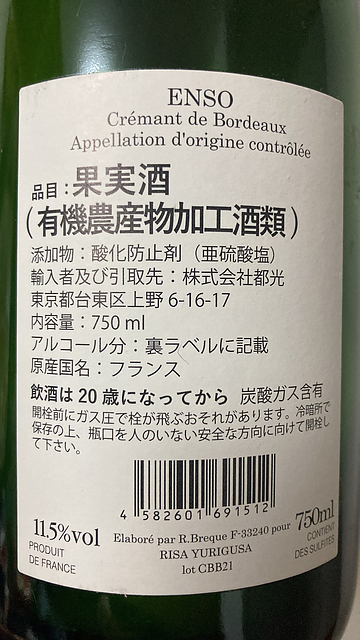 ENSO
Crémant de Bordeaux
Appellation d'origine contrôlée
品目：果実酒
（有機農産物加工酒類）
添加物：酸化防止剤（亜硫酸塩）
輸入者及び引取先：株式会社都光
東京都台東区上野 6-16-17
内容量：750 ml
アルコール分：裏ラベルに記載
原産国名：フランス
飲酒は 20 歳になってから 炭酸ガス含有
開栓前にガス圧で栓が飛ぶおそれがあります。冷暗所で
保存の上、瓶口を人のいない安全な方向に向けて開栓し
て下さい。
4 582601 691512
11.5%vol
PRODUIT
DE FRANCE
Elaboré par R.Breque F-33240 pour
RISA YURIGUSA
lot CBB21
750ml
CONTIENT
DES SULFITES